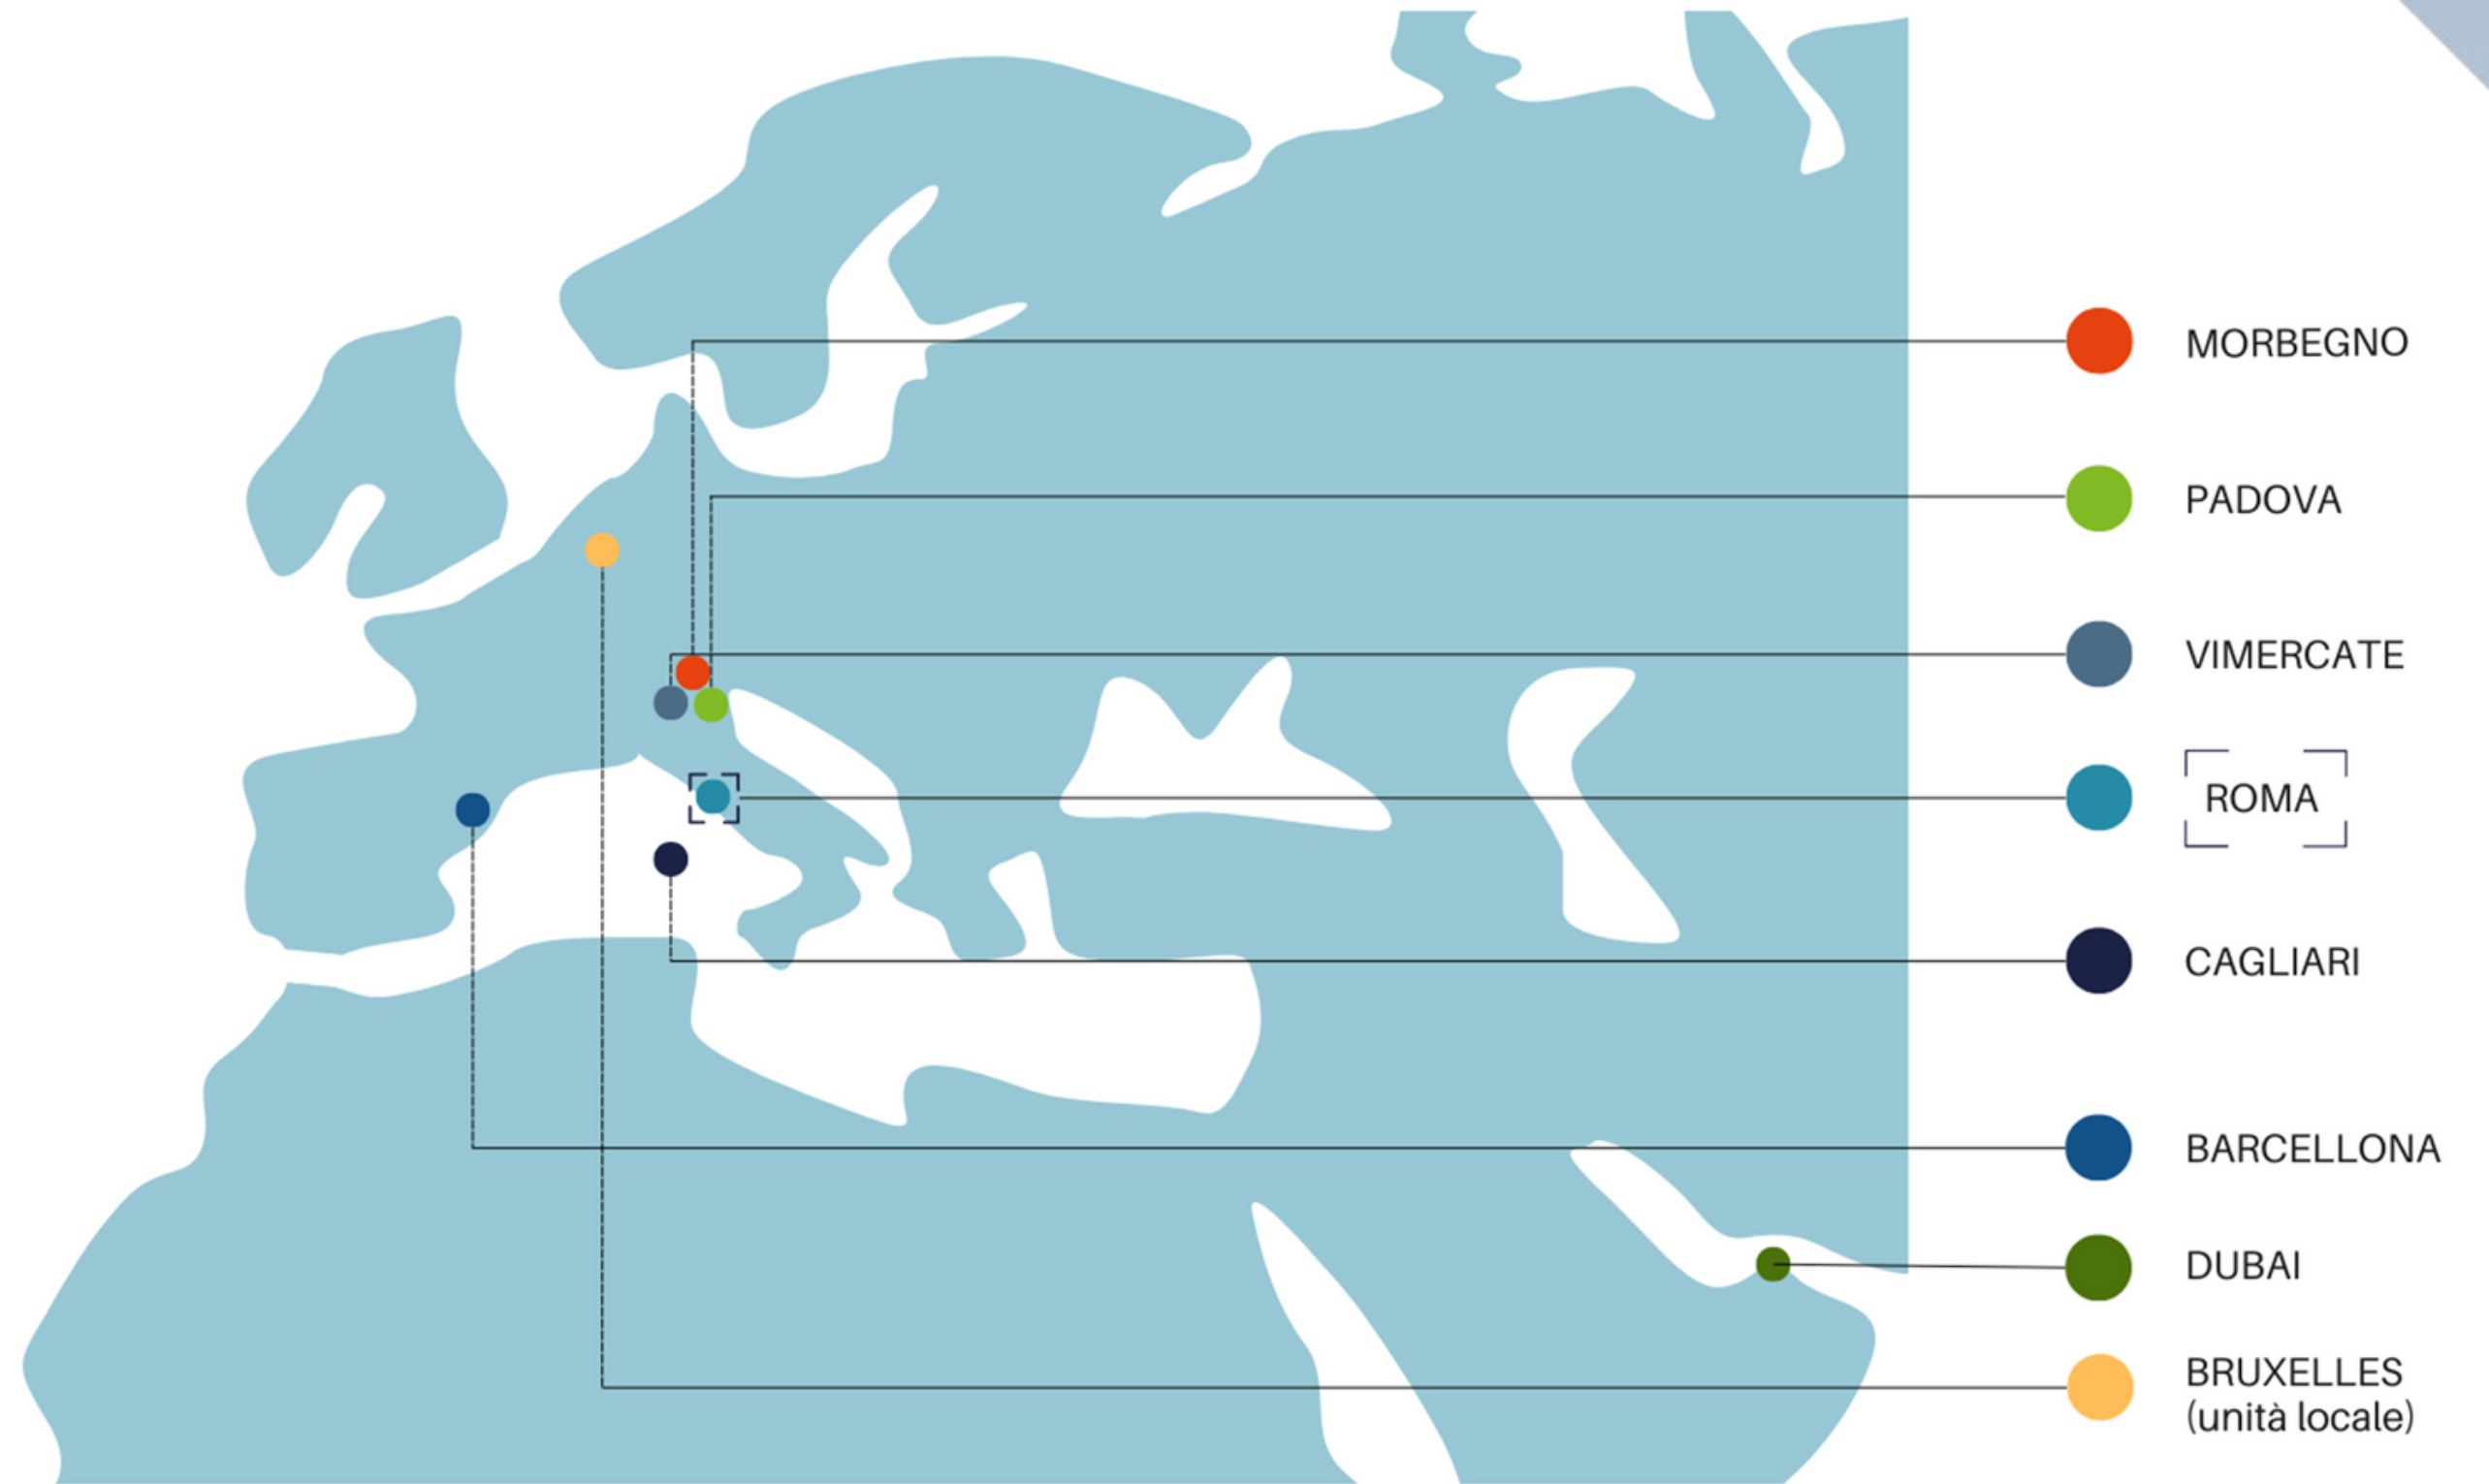 MORBEGNO
PADOVA
VIMERCATE
ROMA
CAGLIARI
BARCELLONA
DUBAI
BRUXELLES
(unità locale)